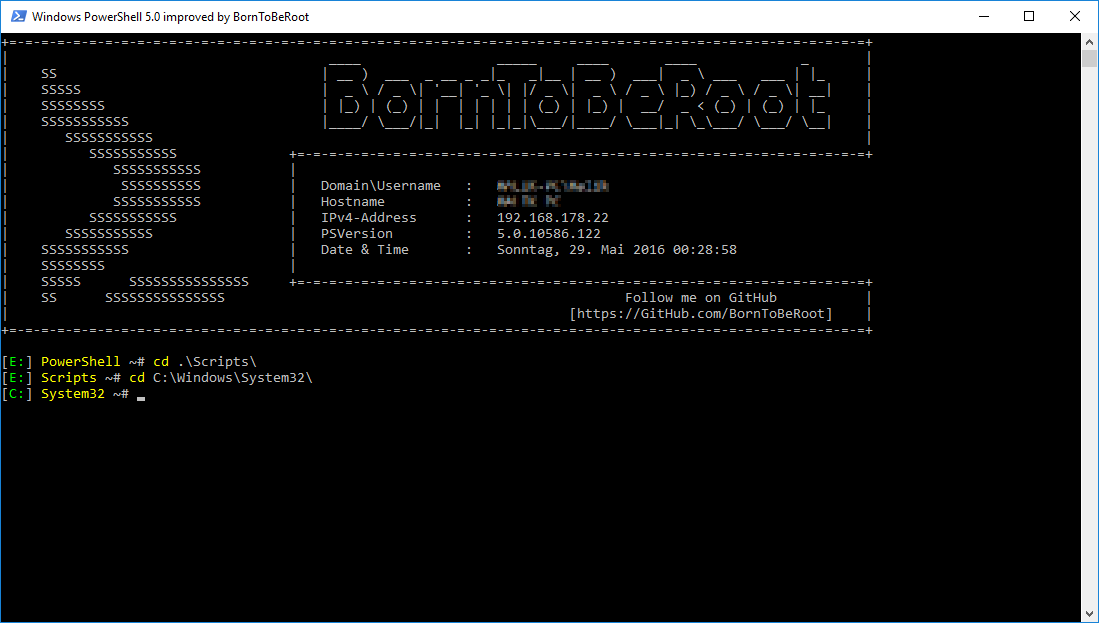 Windows PowerShell 5.0 improved by BornToBeRoot
BornToBeRoot
SS
SSSSS
SSSSSSSS
SSSSSSSSSSS
SSSSSSSSSSS
SSSSSSSSSSS
SSSSSSSSSSS
SSSSSSSSSS
SSSSSSSSSSS
SSSSSSSSSSS
SSSSSSSSSSS
SSSSSSSSSSS
SSSSSSSS
SSSSS SSSSSSSSSSSSSSS
SS SSSSSSSSSSSSSSS
Domain\Username :
Hostname :
IPv4-Address : 192.168.178.22
PSVersion : 5.0.10586.122
Date & Time : Sonntag, 29. Mai 2016 00:28:58
Follow me on GitHub
[https://GitHub.com/BornToBeRoot]
[E:] PowerShell ~# cd .\Scripts\
[E:] Scripts ~# cd C:\Windows\System32\
[C:] System32 ~#